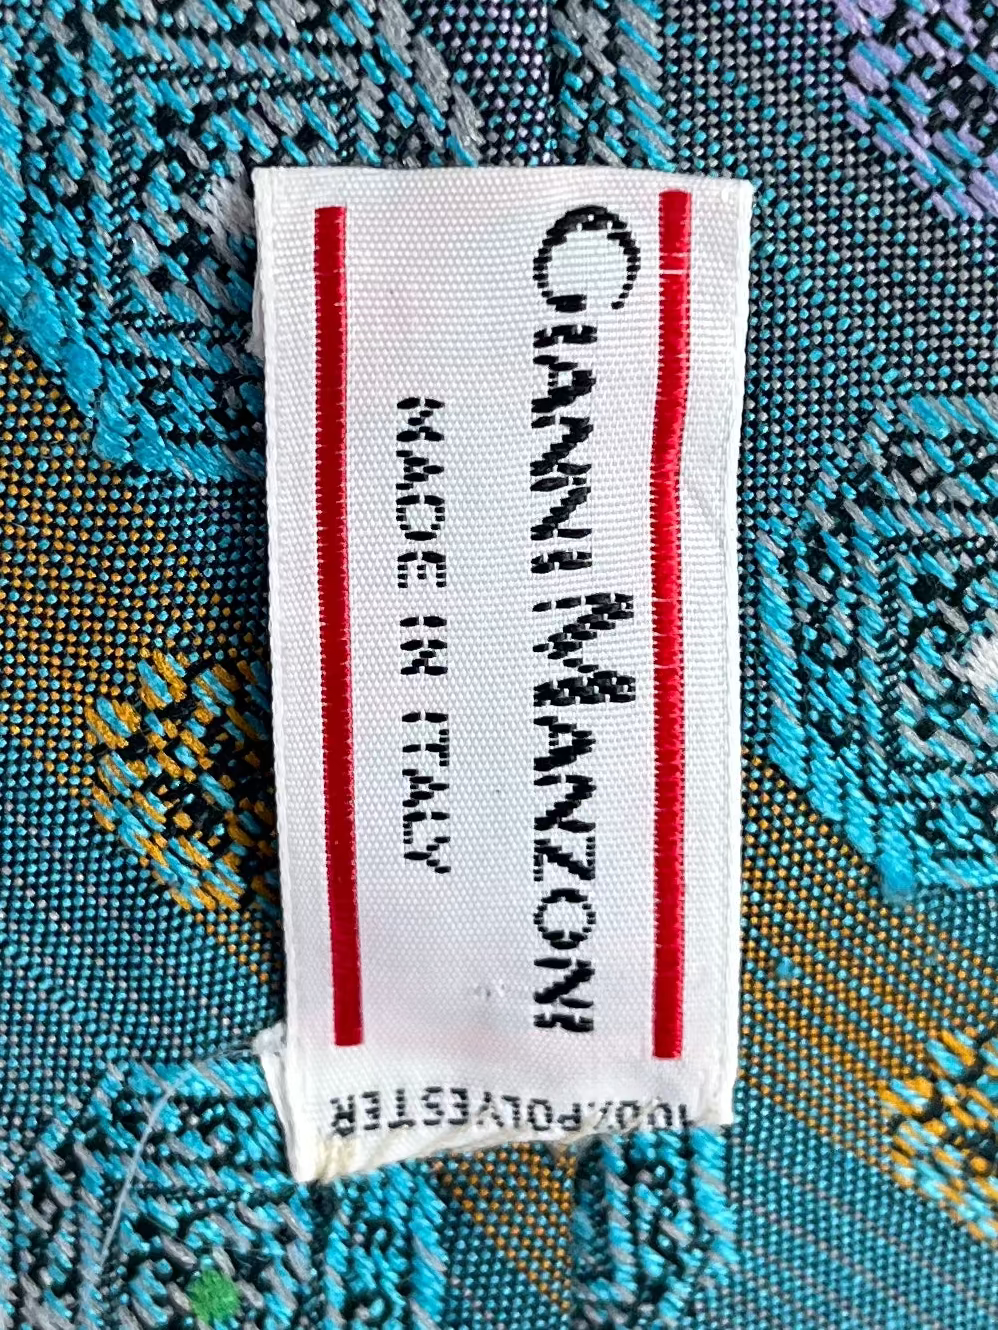 GIANNI MANZONI
MADE IN ITALY
100%POLYESTER